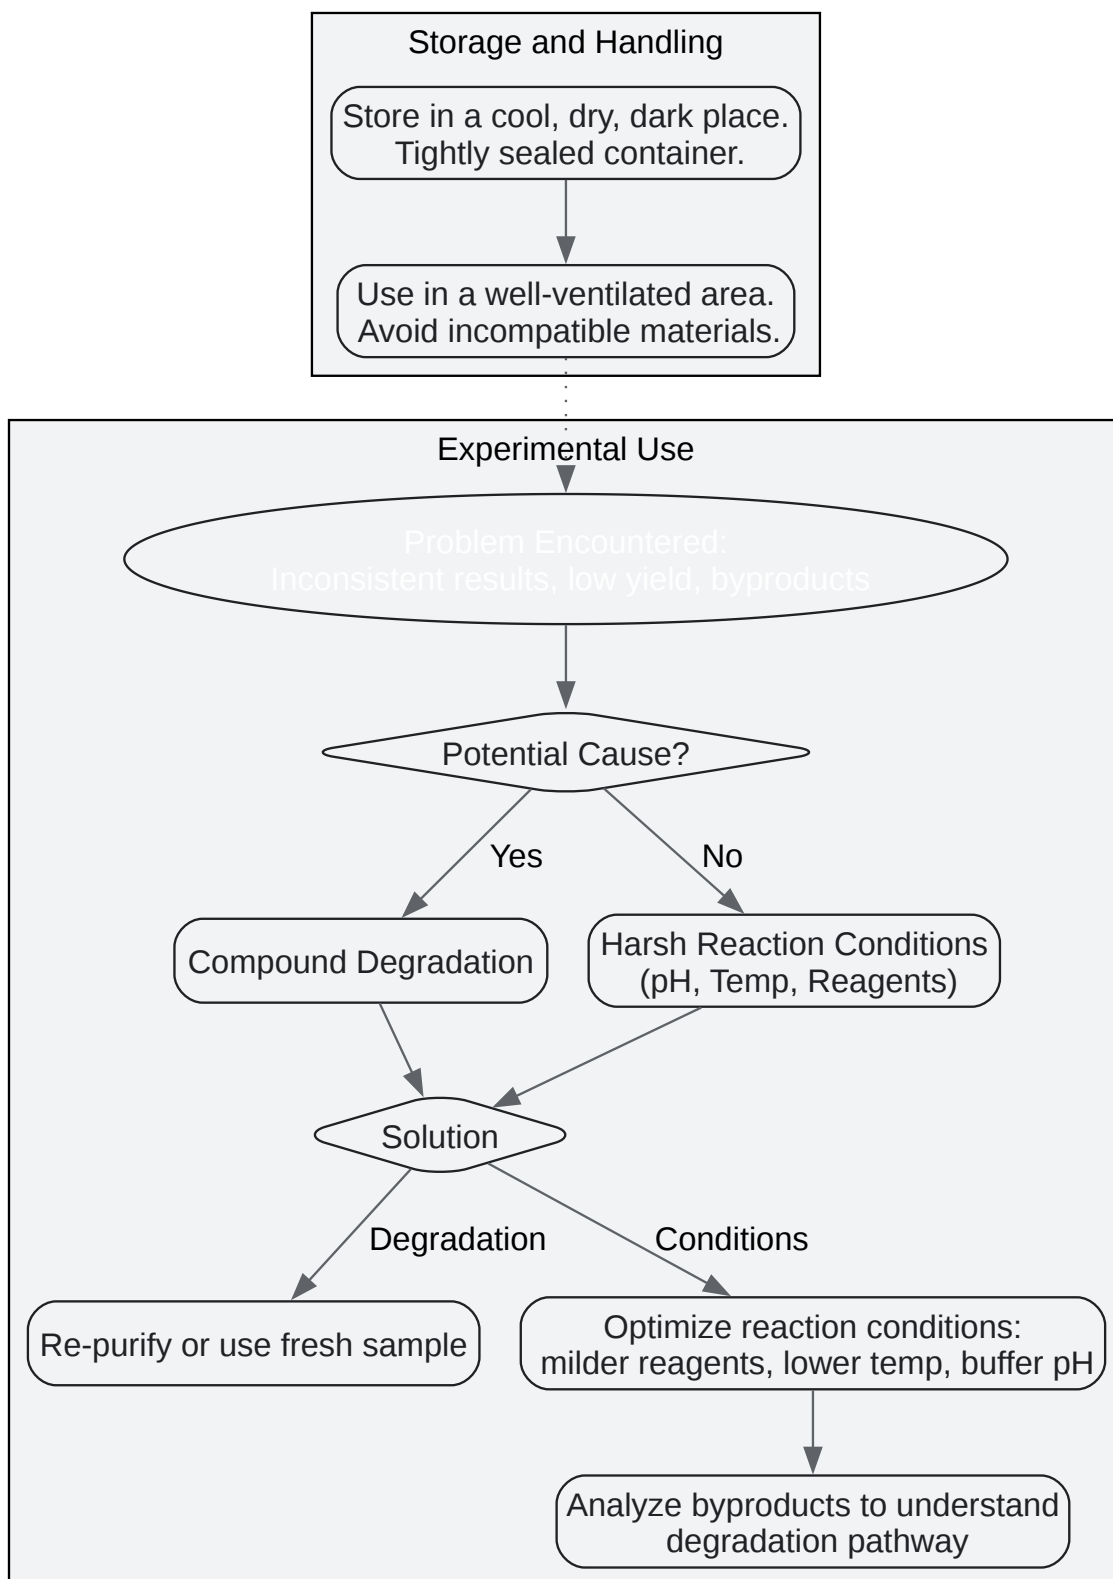 Storage and Handling
Store in a cool, dry, dark place.
Tightly sealed container.
Use in a well-ventilated area.
Avoid incompatible materials.
Experimental Use
Problem Encountered:
Inconsistent results, low yield, byproducts
Potential Cause?
Yes
No
Compound Degradation
Harsh Reaction Conditions
(pH, Temp, Reagents)
Solution
Degradation
Conditions
Re-purify or use fresh sample
Optimize reaction conditions:
milder reagents, lower temp, buffer pH
Analyze byproducts to understand
degradation pathway